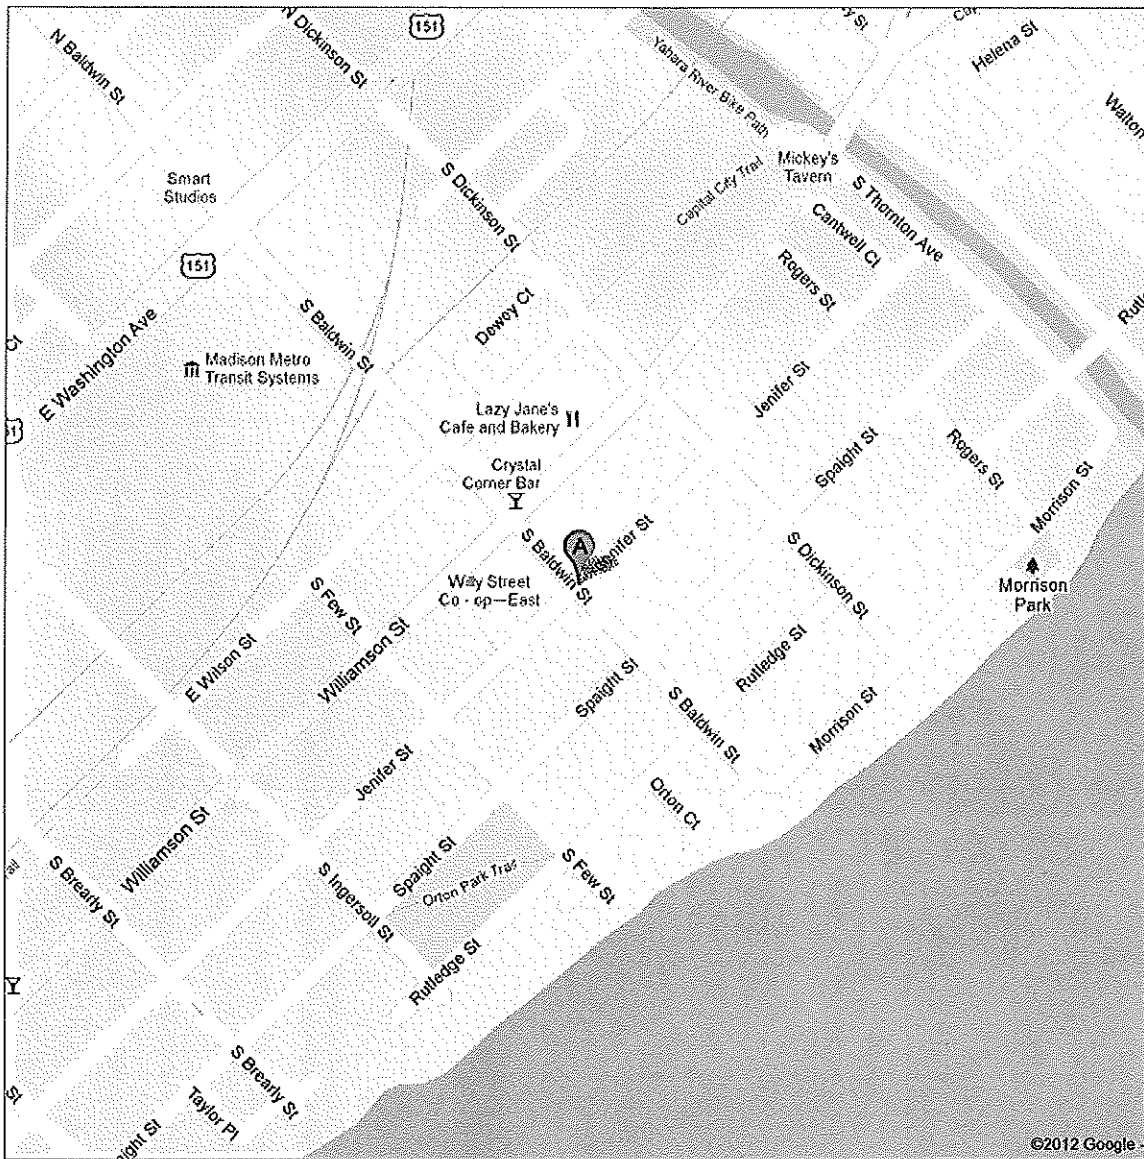 151
N Dickinson St
N Baldwin St
Helena St
Yahara River Bike Path
Walton
Mickey's
Tavern
Smart
Studios
S Dickinson St
Capital City Trail
S Thornton Ave
Cantwell Ct
151
Rogers St
Dewey Ct
S Baldwin St
E Washington Ave
Madison Metro
Transit Systems
Jenifer St
Lazy Jane's
Cafe and Bakery
Spaight St
Rogers St
Crystal
Corner Bar
Morrison St
A
S Baldwin St
Jenifer St
S Dickinson St
Willy Street
Co-op—East
Morrison
Park
S Few St
Williamson St
E Wilson St
Rutledge St
Spaight St
S Baldwin St
Morrison St
Jenifer St
Orton Ct
Williamson St
Spaight St
Orton Park Trail
S Few St
S Brearly St
S Ingersoll St
Rutledge St
S Brearly St
Taylor Pl
St
©2012 Google -